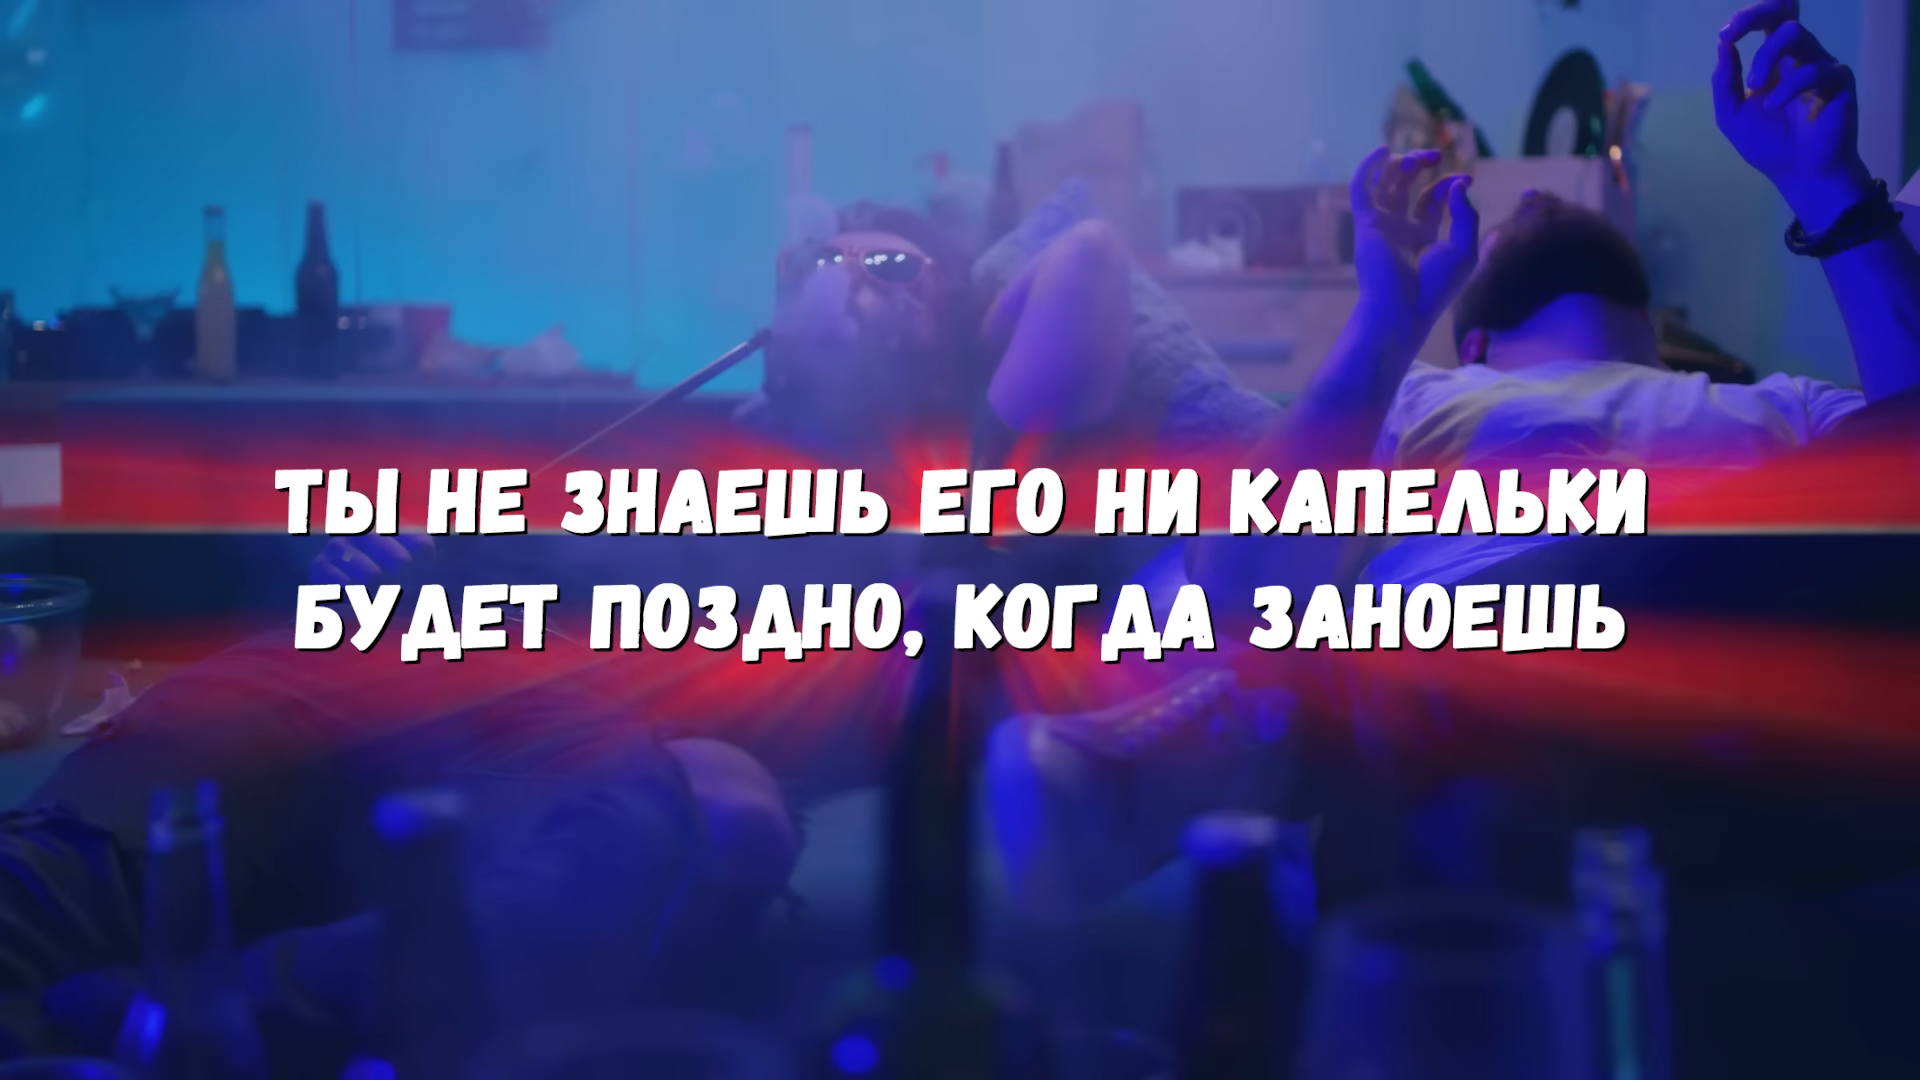 ТЫ НЕ ЗНАЕШЬ ЕГО НИ КАПЕЛЬКИ
БУДЕТ ПОЗДНО, КОГДА ЗАНОЕШЬ